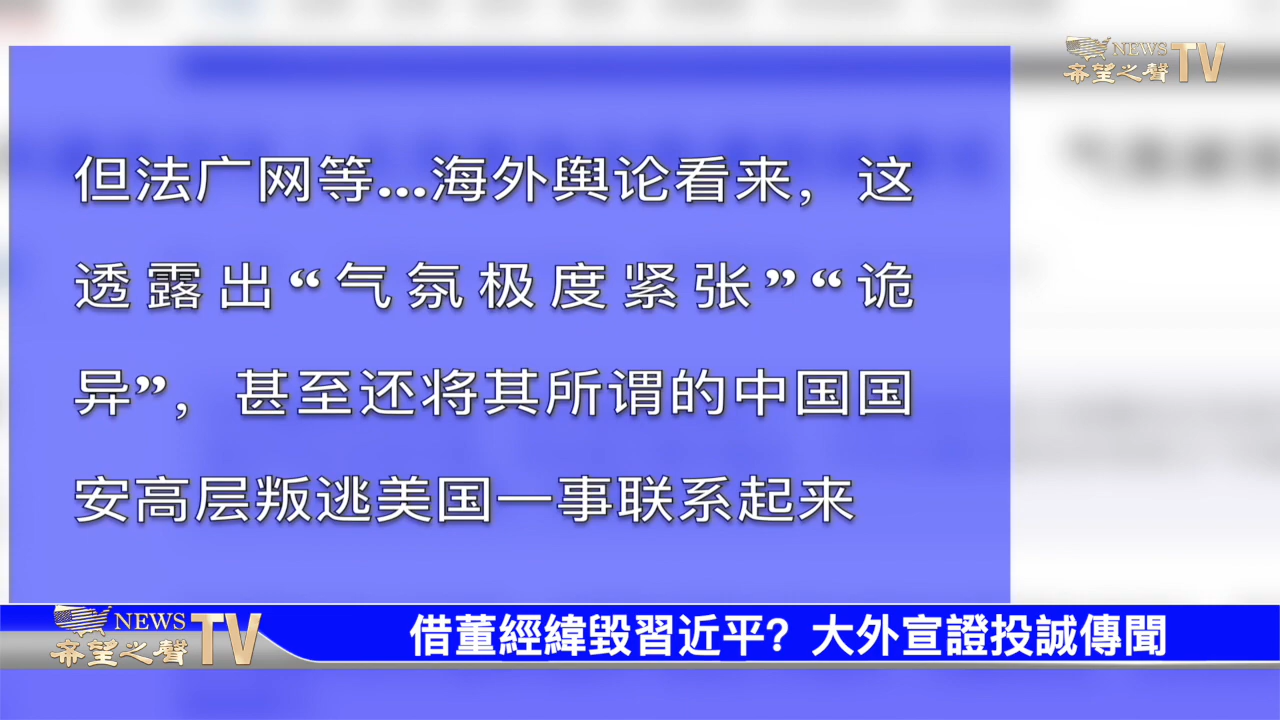 NEWS
希望之聲TV
但法广网等...海外舆论看来，这
透露出“气氛极度紧张”“诡
异”，甚至还将其所谓的中国国
安高层叛逃美国一事联系起来
NEWS
希望之聲TV
借董經緯毀習近平？大外宣證投誠傳聞